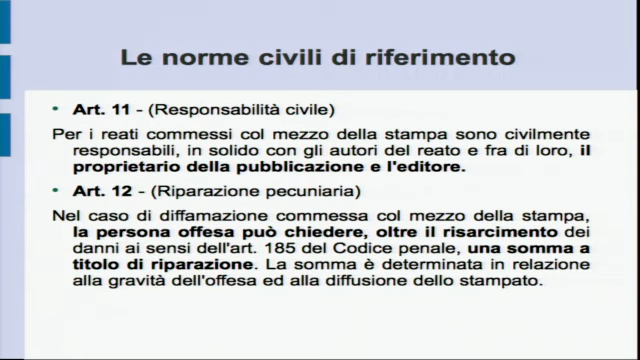 Le norme civili di riferimento
• Art. 11 - (Responsabilità civile)
Per i reati commessi col mezzo della stampa sono civilmente
responsabili, in solido con gli autori del reato e fra di loro, il
proprietario della pubblicazione e l'editore.
• Art. 12 - (Riparazione pecuniaria)
Nel caso di diffamazione commessa col mezzo della stampa,
la persona offesa può chiedere, oltre il risarcimento dei
danni ai sensi dell'art. 185 del Codice penale, una somma a
titolo di riparazione. La somma è determinata in relazione
alla gravità dell'offesa ed alla diffusione dello stampato.